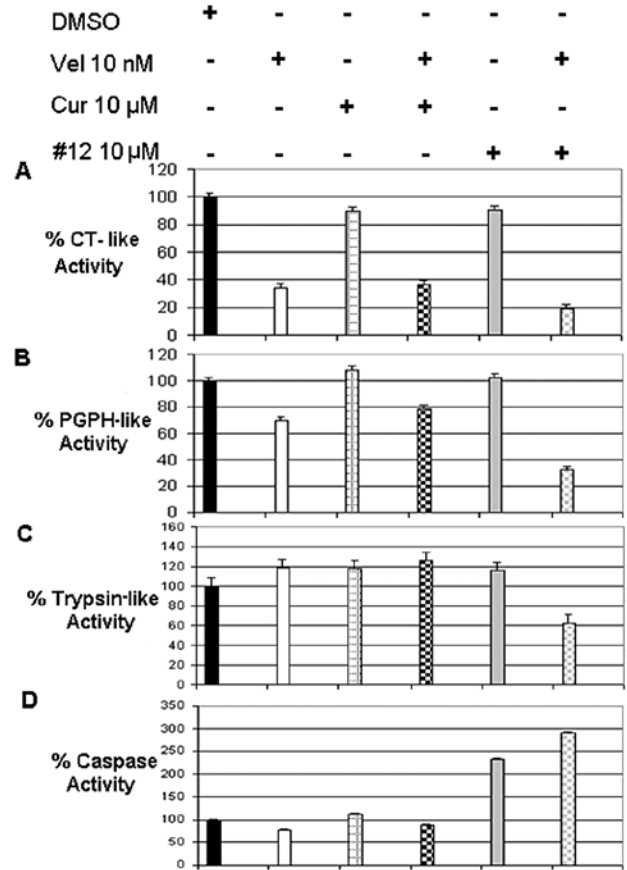 DMSO + - - - - -
Vel 10 nM - + - + - +
Cur 10 µM - - + + - -
#12 10 µM - - - - + +
A
% CT- like
Activity
120
100
80
60
40
20
0
B
% PGPH-like
Activity
120
100
80
60
40
20
0
C
% Trypsin-like
Activity
160
140
120
100
80
60
40
20
0
D
% Caspase
Activity
350
300
250
200
150
100
50
0